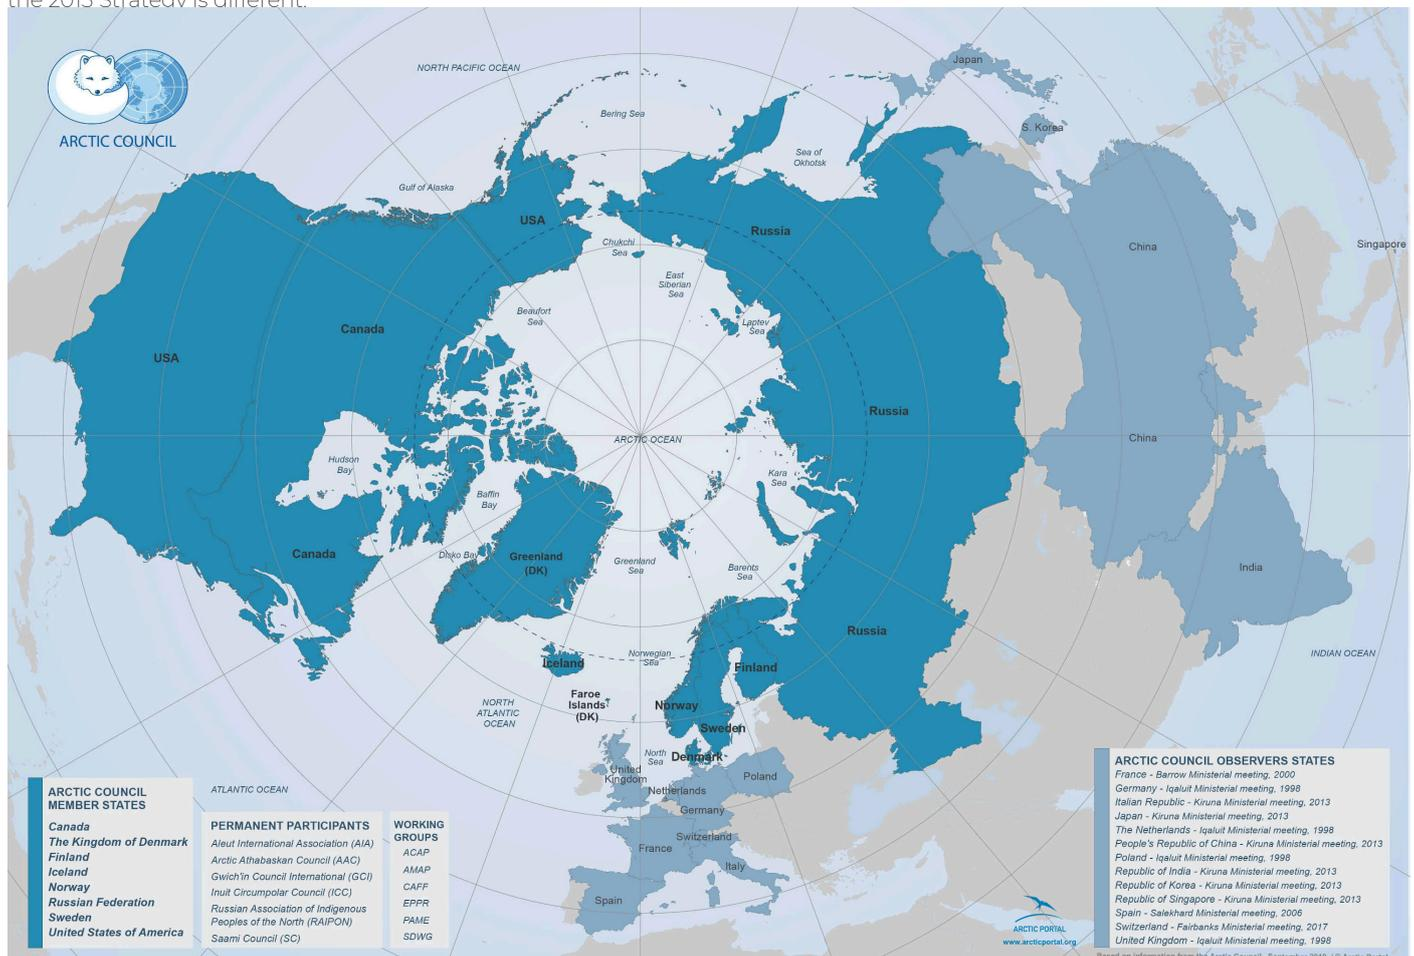 the 2013 Strategy is different.
ARCTIC COUNCIL
NORTH PACIFIC OCEAN
Bering Sea
Japan
S. Korea
Sea of
Okhotsk
Gulf of Alaska
USA
Russia
China
Singapore
Chukchi
Sea
East
Siberian
Sea
Beaufort
Sea
Laptev
Sea
Canada
USA
Russia
ARCTIC OCEAN
China
Hudson
Bay
Baffin
Bay
Kara
Sea
Canada
Disko Bay
Greenland
(DK)
Greenland
Sea
Barents
Sea
India
Russia
INDIAN OCEAN
Iceland
Norwegian
Sea
Finland
Faroe
Islands
(DK)
Norway
NORTH
ATLANTIC
OCEAN
Sweden
North
Sea
Denmark
United
Kingdom
Poland
Netherlands
Germany
Switzerland
France
Italy
Spain
ATLANTIC OCEAN
ARCTIC COUNCIL
MEMBER STATES
Canada
The Kingdom of Denmark
Finland
Iceland
Norway
Russian Federation
Sweden
United States of America
PERMANENT PARTICIPANTS
Aleut International Association (AIA)
Arctic Athabaskan Council (AAC)
Gwich'in Council International (GCI)
Inuit Circumpolar Council (ICC)
Russian Association of Indigenous
Peoples of the North (RAIPON)
Saami Council (SC)
WORKING
GROUPS
ACAP
AMAP
CAFF
EPPR
PAME
SDWG
ARCTIC PORTAL
www.arcticportal.org
ARCTIC COUNCIL OBSERVERS STATES
France - Barrow Ministerial meeting, 2000
Germany - Iqaluit Ministerial meeting, 1998
Italian Republic - Kiruna Ministerial meeting, 2013
Japan - Kiruna Ministerial meeting, 2013
The Netherlands - Iqaluit Ministerial meeting, 1998
People's Republic of China - Kiruna Ministerial meeting, 2013
Poland - Iqaluit Ministerial meeting, 1998
Republic of India - Kiruna Ministerial meeting, 2013
Republic of Korea - Kiruna Ministerial meeting, 2013
Republic of Singapore - Kiruna Ministerial meeting, 2013
Spain - Salekhard Ministerial meeting, 2006
Switzerland - Fairbanks Ministerial meeting, 2017
United Kingdom - Iqaluit Ministerial meeting, 1998